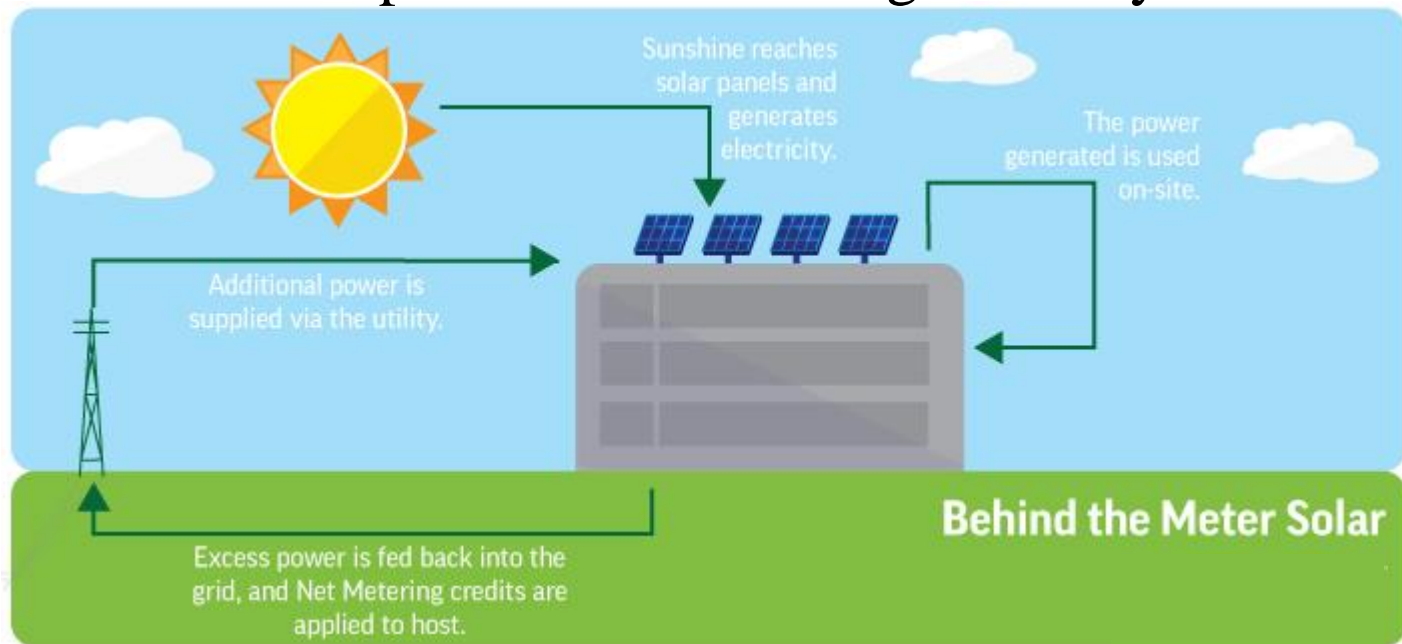 Sunshine reaches
solar panels and
generates
electricity.
The power
generated is used
on-site.
Additional power is
supplied via the utility.
Behind the Meter Solar
Excess power is fed back into the
grid, and Net Metering credits are
applied to host.